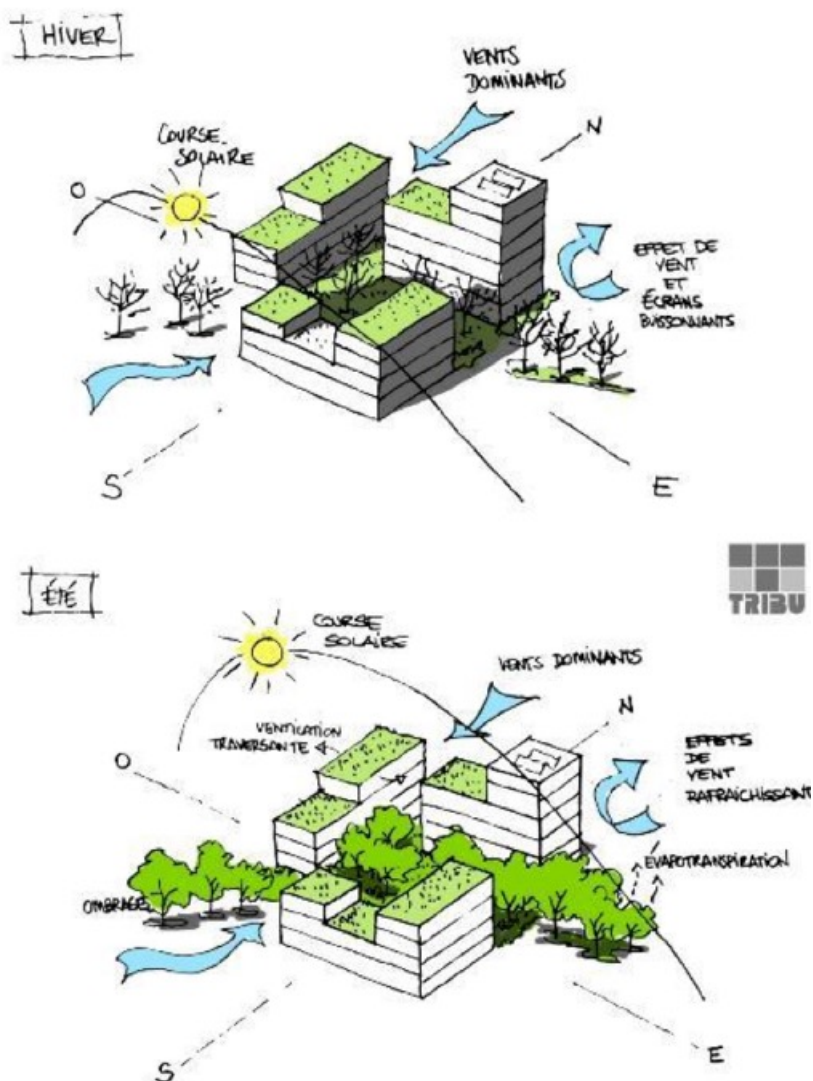 HIVER
VENTS
DOMINANTS
N
COURSE
SOLAIRE
O
EFFET DE
VENT
ET
ÉCRANS
BUISSONNANTS
S
E
TRIBU
ÉTÉ
COURSE
SOLAIRE
VENTS DOMINANTS
N
VENTILATION
TRAVERSANTE
EFFETS
DE
VENT
RAFRAICHISSANT
O
EVAPOTRANSPIRATION
OMBRAGE
S
E